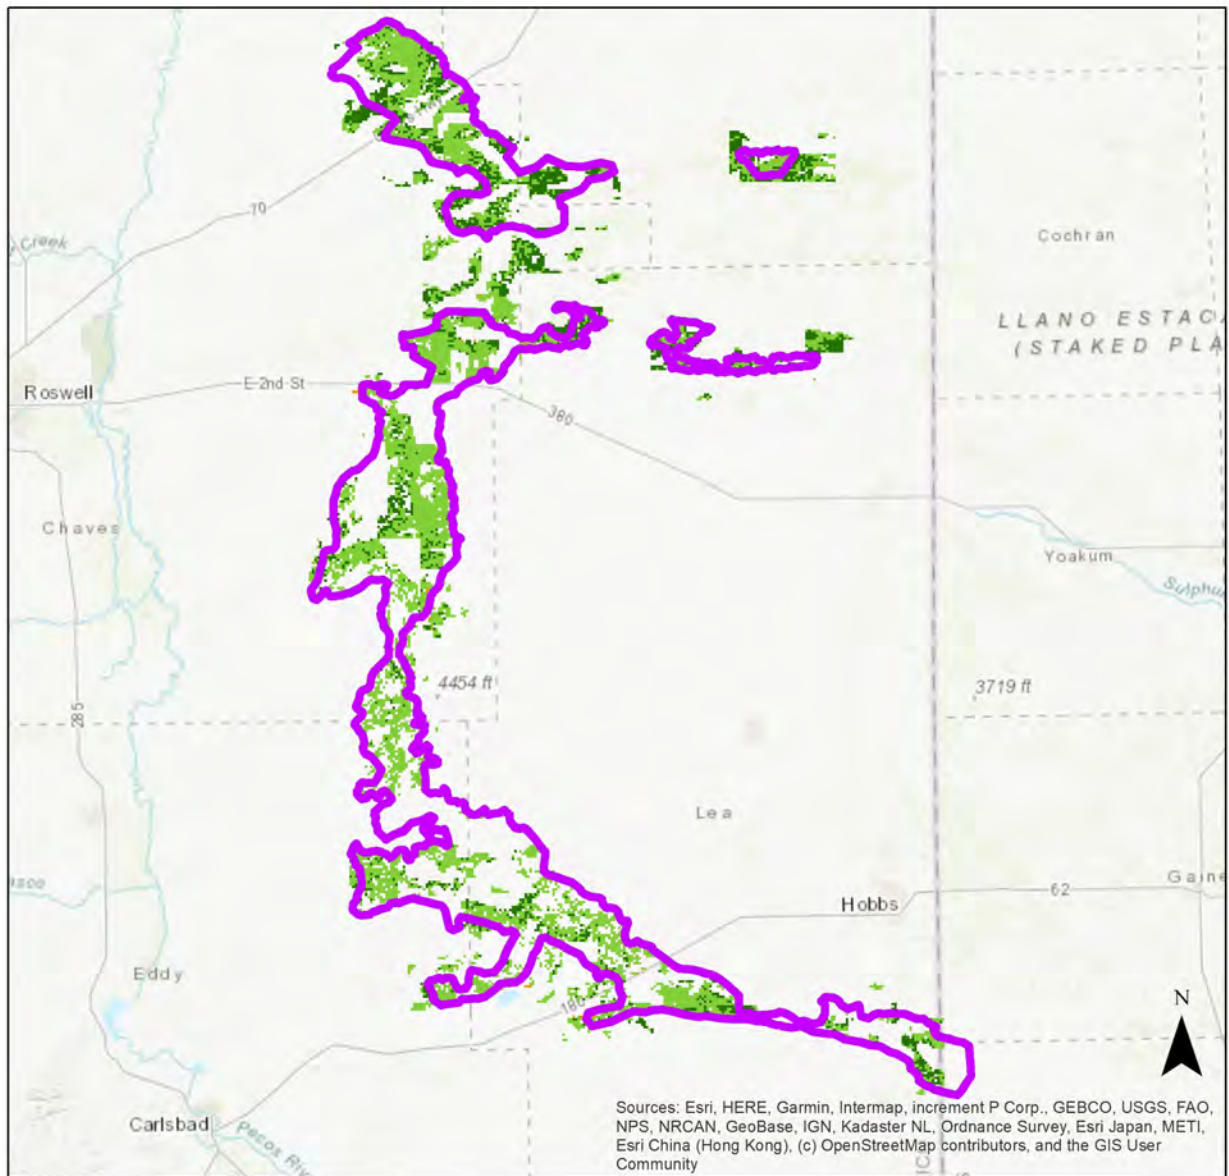 70
Creek
Cochran
LLANO ESTAC
(STAKED PLA
E 2nd St
Roswell
380
Chaves
Yoakum
Sulphu
4454 ft
3719 ft
285
Lea
asco
Gaine
62
Hobbs
Eddy
180
N
Sources: Esri, HERE, Garmin, Intermap, increment P Corp., GEBCO, USGS, FAO,
NPS, NRCAN, GeoBase, IGN, Kadaster NL, Ordnance Survey, Esri Japan, METI,
Esri China (Hong Kong), (c) OpenStreetMap contributors, and the GIS User
Community
Carlsbad
Pecos Riv